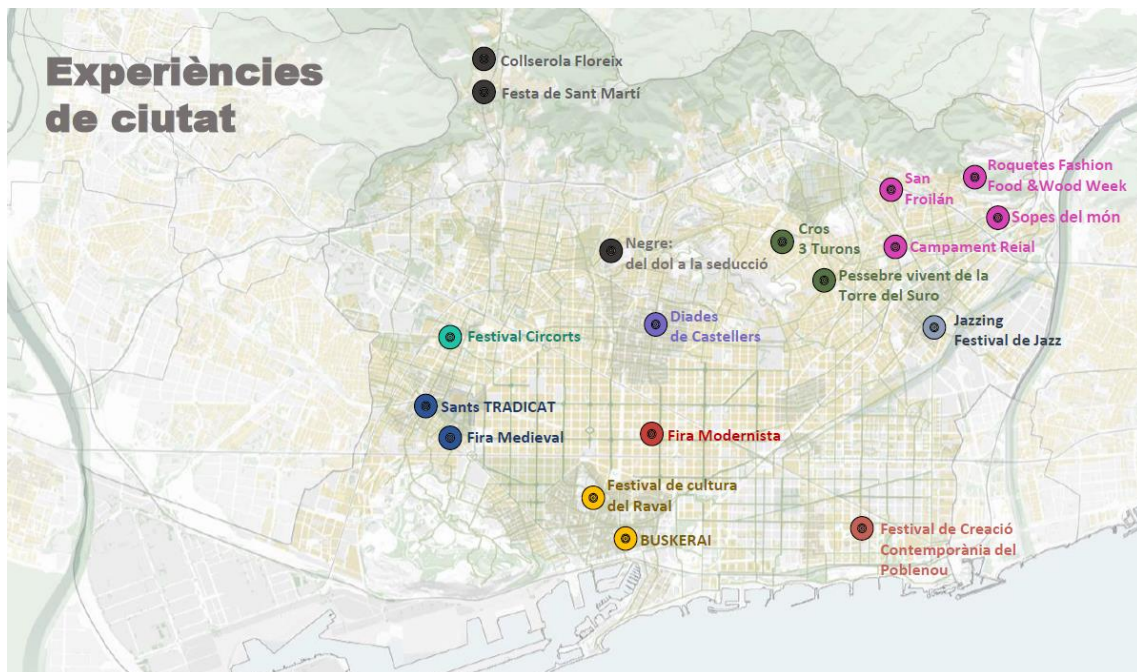 Experiències
de ciutat
Collserola Floreix
Festa de Sant Martí
San
Froilán
Roquetes Fashion
Food &Wood Week
Sopes del món
Campament Reial
Cros
3 Turons
Negre:
del dol a la seducció
Pessebre vivent de la
Torre del Suro
Diades
de Castellers
Jazzing
Festival de Jazz
Festival Circorts
Sants TRADICAT
Fira Medieval
Fira Modernista
Festival de cultura
del Raval
BUSKERAI
Festival de Creació
Contemporània del
Poblenou